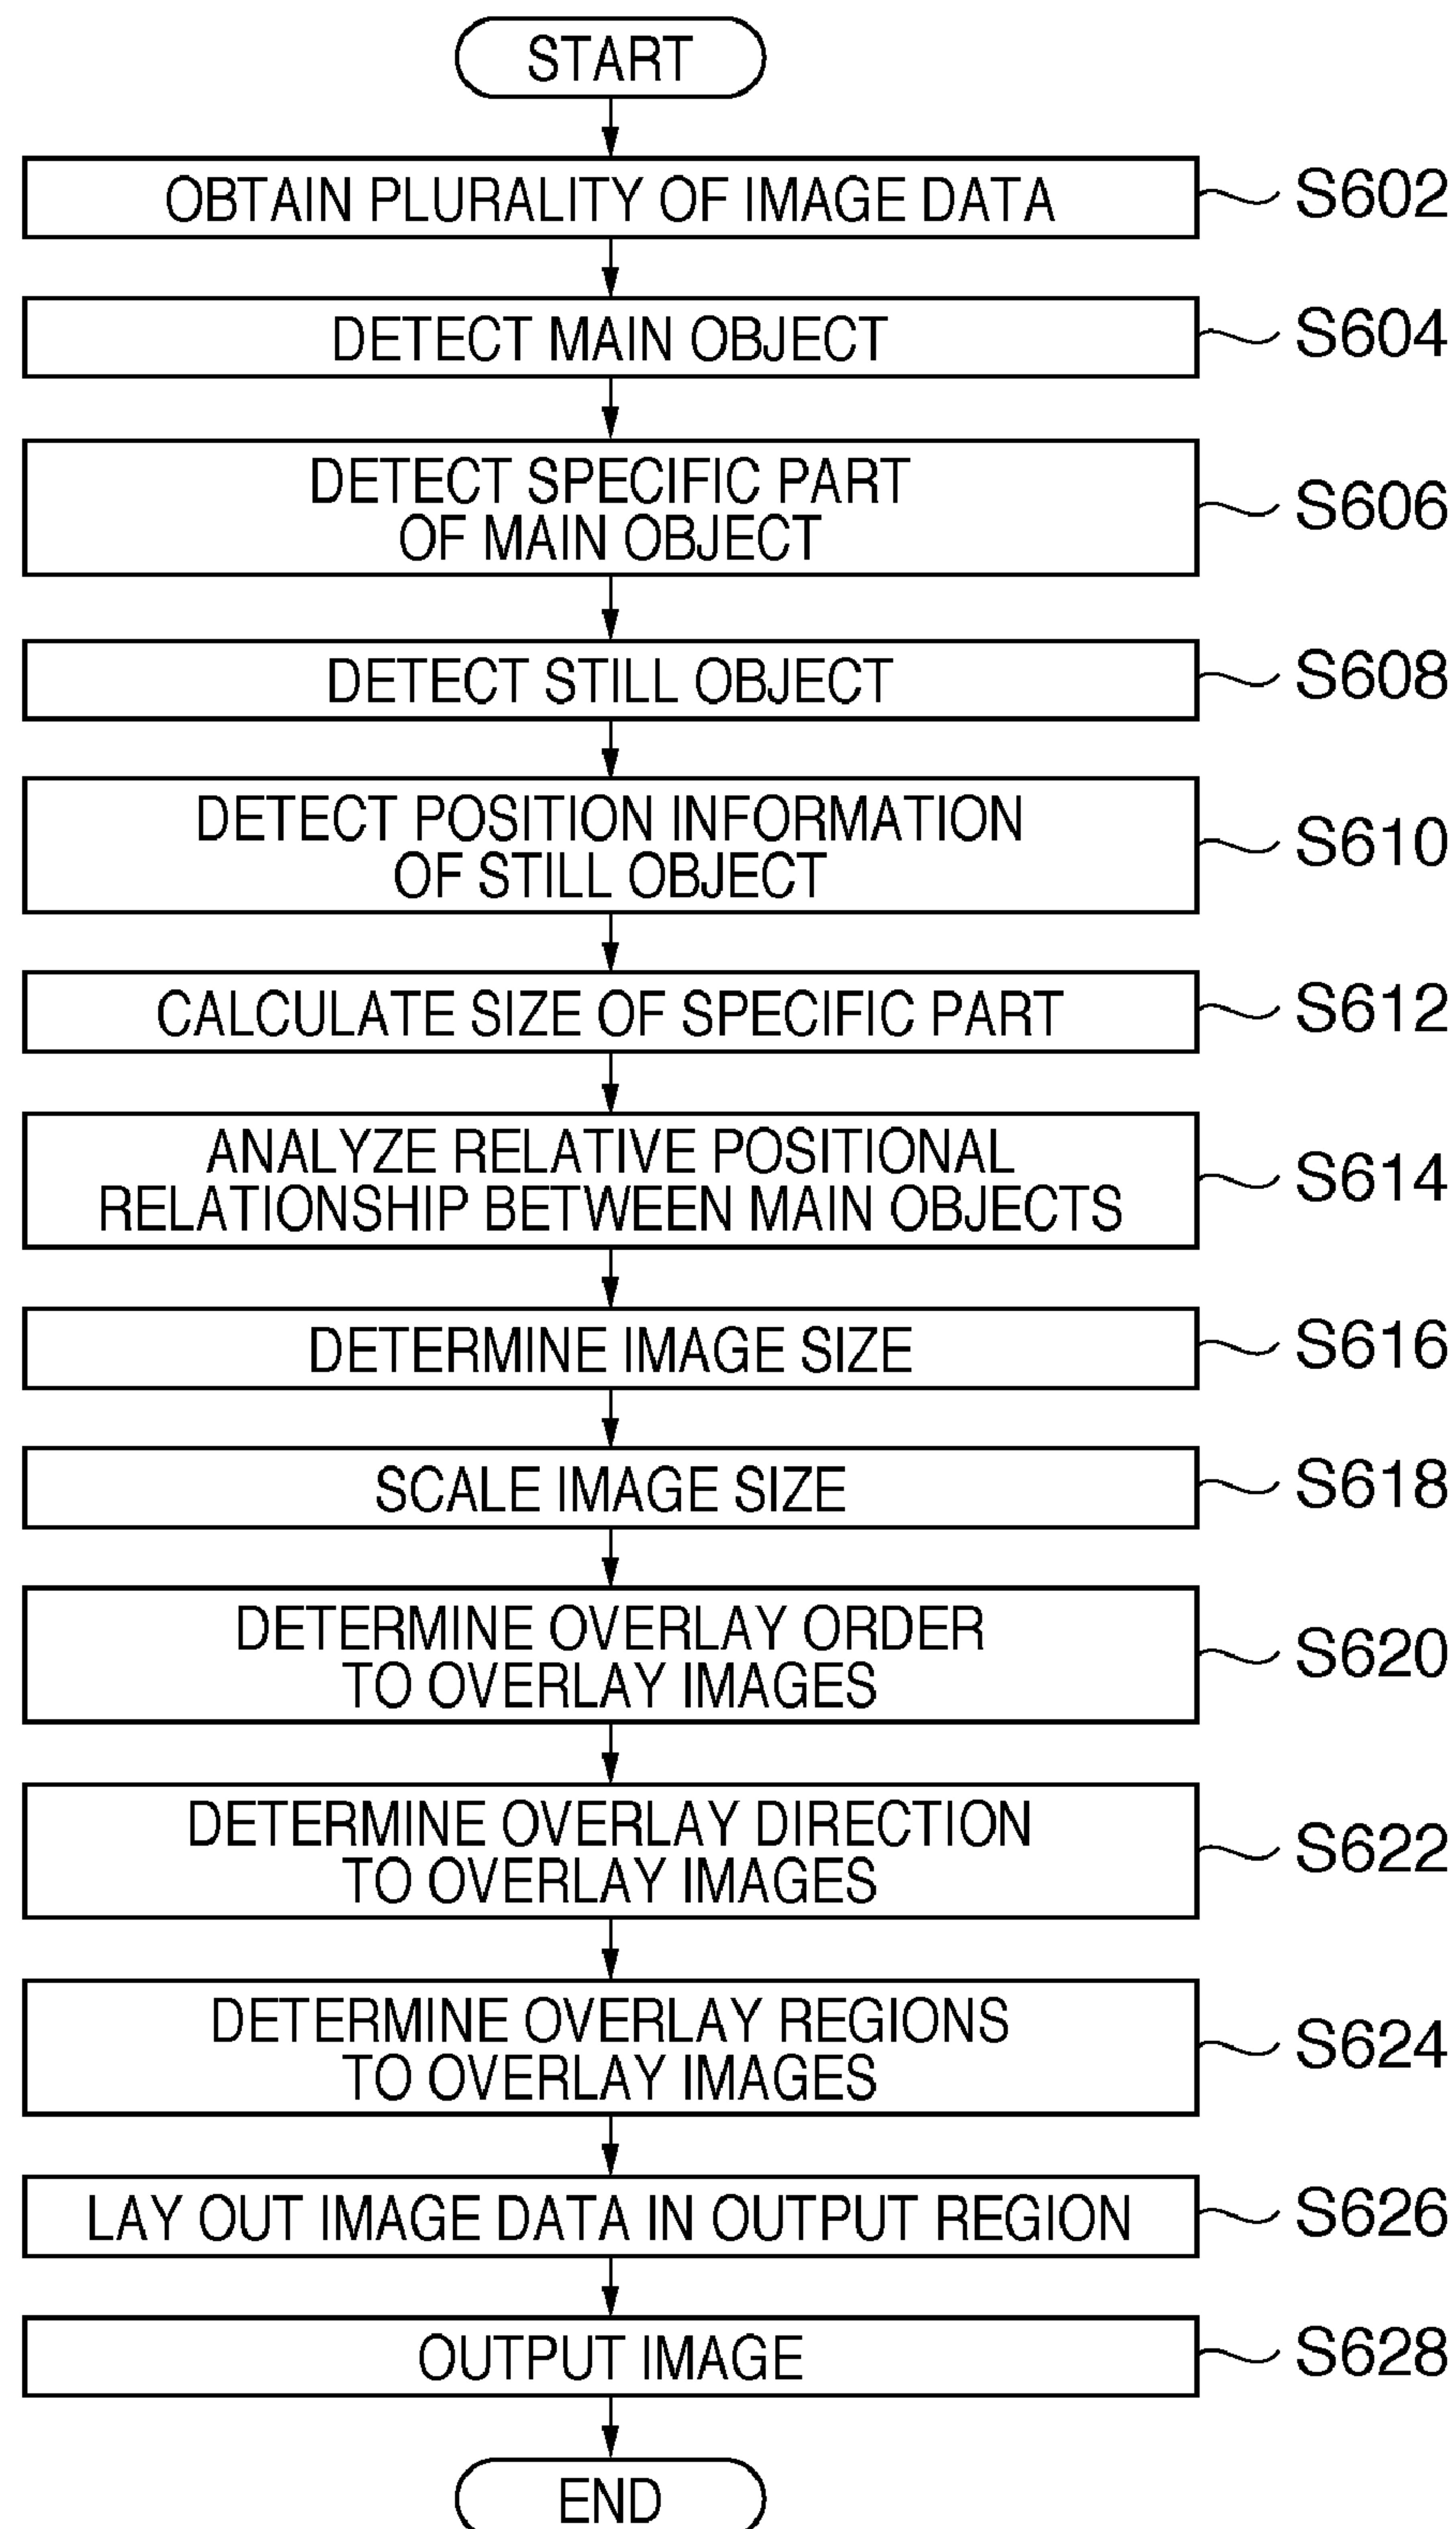 START
OBTAIN PLURALITY OF IMAGE DATA
S602
DETECT MAIN OBJECT
S604
DETECT SPECIFIC PART
OF MAIN OBJECT
S606
DETECT STILL OBJECT
S608
DETECT POSITION INFORMATION
OF STILL OBJECT
S610
CALCULATE SIZE OF SPECIFIC PART
S612
ANALYZE RELATIVE POSITIONAL
RELATIONSHIP BETWEEN MAIN OBJECTS
S614
DETERMINE IMAGE SIZE
S616
SCALE IMAGE SIZE
S618
DETERMINE OVERLAY ORDER
TO OVERLAY IMAGES
S620
DETERMINE OVERLAY DIRECTION
TO OVERLAY IMAGES
S622
DETERMINE OVERLAY REGIONS
TO OVERLAY IMAGES
S624
LAY OUT IMAGE DATA IN OUTPUT REGION
S626
OUTPUT IMAGE
S628
END